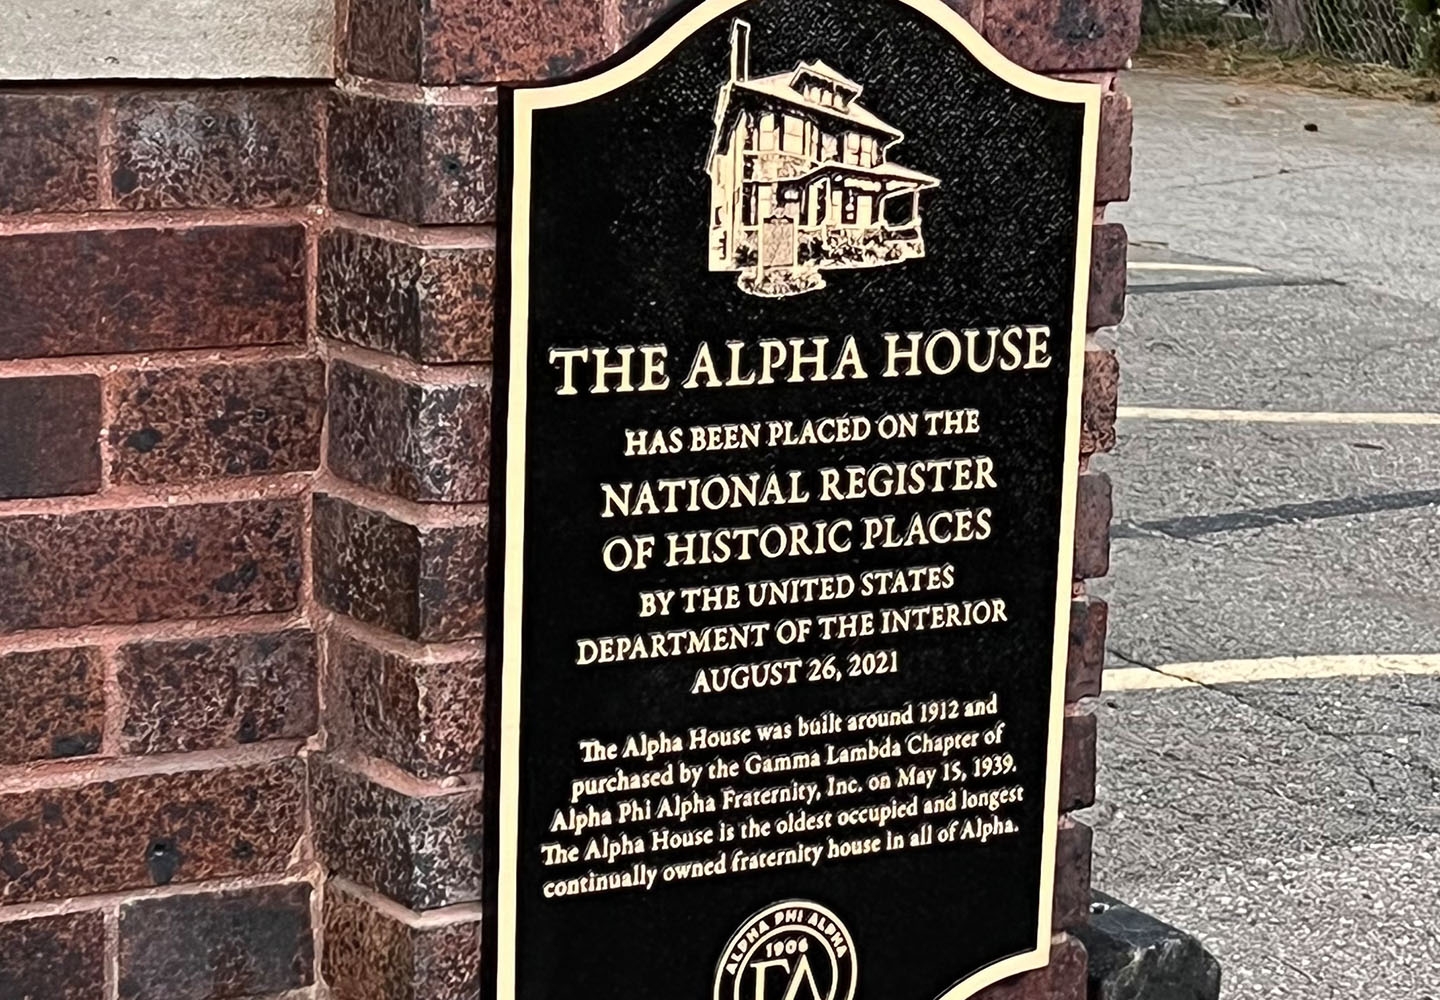 THE ALPHA HOUSE
HAS BEEN PLACED ON THE
NATIONAL REGISTER
OF HISTORIC PLACES
BY THE UNITED STATES
DEPARTMENT OF THE INTERIOR
AUGUST 26, 2021
The Alpha House was built around 1912 and
purchased by the Gamma Lambda Chapter of
Alpha Phi Alpha Fraternity, Inc. on May 15, 1939.
The Alpha House is the oldest occupied and longest
continually owned fraternity house in all of Alpha.
ALPHA PHI ALPHA
1906
ΓΛ